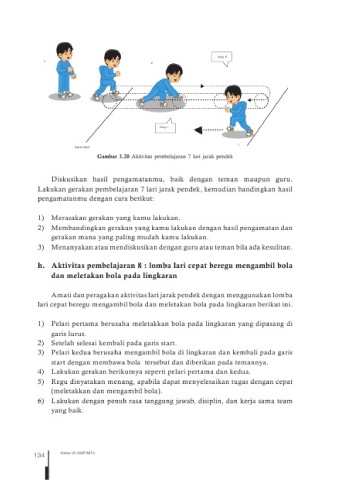 Gambar 3.20 Aktivitas pembelajaran 7 lari jarak pendek
Diskusikan hasil pengamatanmu, baik dengan teman maupun guru.
Lakukan gerakan pembelajaran 7 lari jarak pendek, kemudian bandingkan hasil
pengamatanmu dengan cara berikut:
1) Merasakan gerakan yang kamu lakukan.
2) Membandingkan gerakan yang kamu lakukan dengan hasil pengamatan dan
gerakan mana yang paling mudah kamu lakukan.
3) Menanyakan atau mendiskusikan dengan guru atau teman bila ada kesulitan.
h. Aktivitas pembelajaran 8 : lomba lari cepat beregu mengambil bola
dan meletakan bola pada lingkaran
Amati dan peragakan aktivitas lari jarak pendek dengan menggunakan lomba
lari cepat beregu mengambil bola dan meletakan bola pada lingkaran berikut ini.
1) Pelari pertama berusaha meletakkan bola pada lingkaran yang dipasang di
garis lurus.
2) Setelah selesai kembali pada garis start.
3) Pelari kedua berusaha mengambil bola di lingkaran dan kembali pada garis
start dengan membawa bola tersebut dan diberikan pada temannya.
4) Lakukan gerakan berikutnya seperti pelari pertama dan kedua.
5) Regu dinyatakan menang, apabila dapat menyelesaikan tugas dengan cepat
(meletakkan dan mengambil bola).
6) Lakukan dengan penuh rasa tanggung jawab, disiplin, dan kerja sama team
yang baik.
134